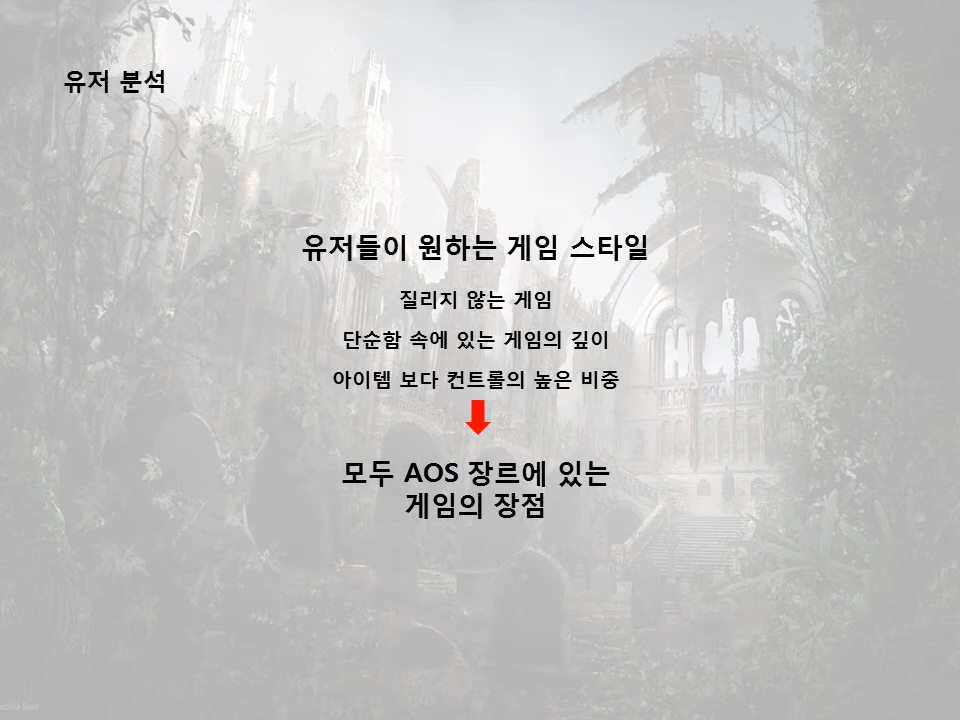 유저 분석
유저들이 원하는 게임 스타일
질리지 않는 게임
단순함 속에 있는 게임의 깊이
아이템 보다 컨트롤의 높은 비중
모두 AOS 장르에 있는
게임의 장점